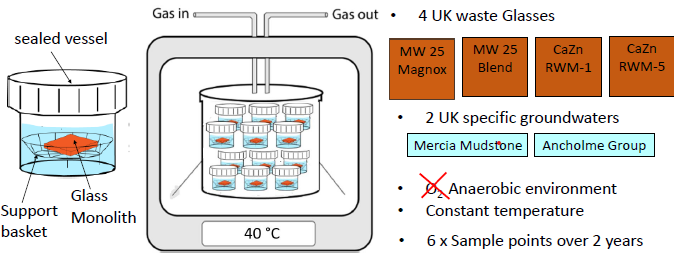 Gas in
Gas out
sealed vessel
Support
basket
Glass
Monolith
40 °C
• 4 UK waste Glasses
MW 25
Magnox
MW 25
Blend
CaZn
RWM-1
CaZn
RWM-5
• 2 UK specific groundwaters
Mercia Mudstone
Ancholme Group
• O₂ Anaerobic environment
• Constant temperature
• 6 x Sample points over 2 years